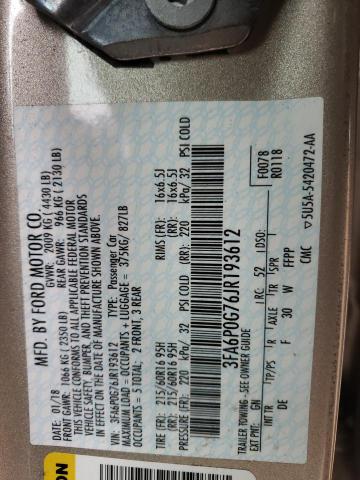 MFD. BY FORD MOTOR CO.
01/18 GVWR: 2009 KG ( 4430 LB)
FRONT GAWR: 1066 KG ( 2350 LB) REAR GAWR: 966 KG ( 2130 LB)
THIS VEHICLE CONFORMS TO ALL APPLICABLE FEDERAL MOTOR
VEHICLE SAFETY, BUMPER, AND THEFT PREVENTION STANDARDS
IN EFFECT ON THE DATE OF MANUFACTURE SHOWN ABOVE.
VIN: 3FA6P0G76JR193612 Passenger Car
MAXIMUM LOAD = OCCUPANTS + LUGGAGE = 375KG/ 827LB
OCCUPANTS = 5 TOTAL: 2 FRONT, 3 REAR
TIRE (FR): 215/60R16 95H RIMS (FR): 16x6.5J
TIRE (RR): 215/60R16 95H 16x6.5J
PRESSURE (FR): 220 kPa/ 32 PSI COLD
(RR): 220 kPa/ 32 PSI COLD
3FA6P0G76JR193612
TRAILER TOWING - SEE OWNER GUIDE
F0078
R0118
EXT PNT: GN RC: 52 DSO:
INT TR TP/PS R AXLE TR SPR
DE F 30 W FFPP
CMC
5U5A-5420472-AA
ON